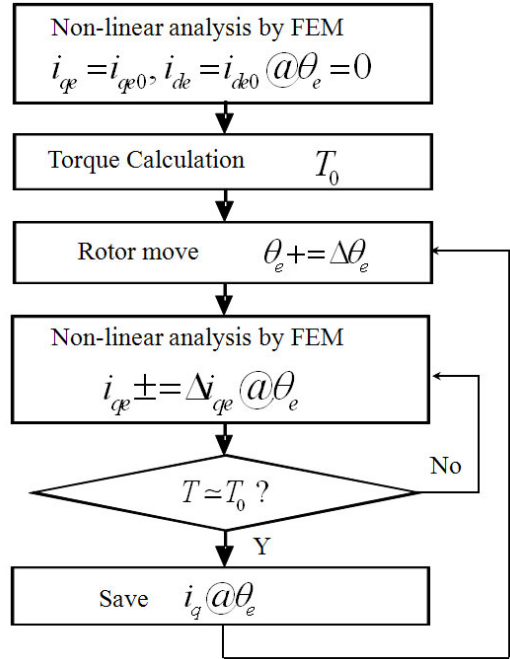 Non-linear analysis by FEM
i_qe = i_qe0, i_de = i_de0 @θ_e = 0
Torque Calculation T_0
Rotor move θ_e += Δθ_e
Non-linear analysis by FEM
i_qe ±= Δi_qe @θ_e
T ≃ T_0 ?
No
Y
Save i_q @θ_e